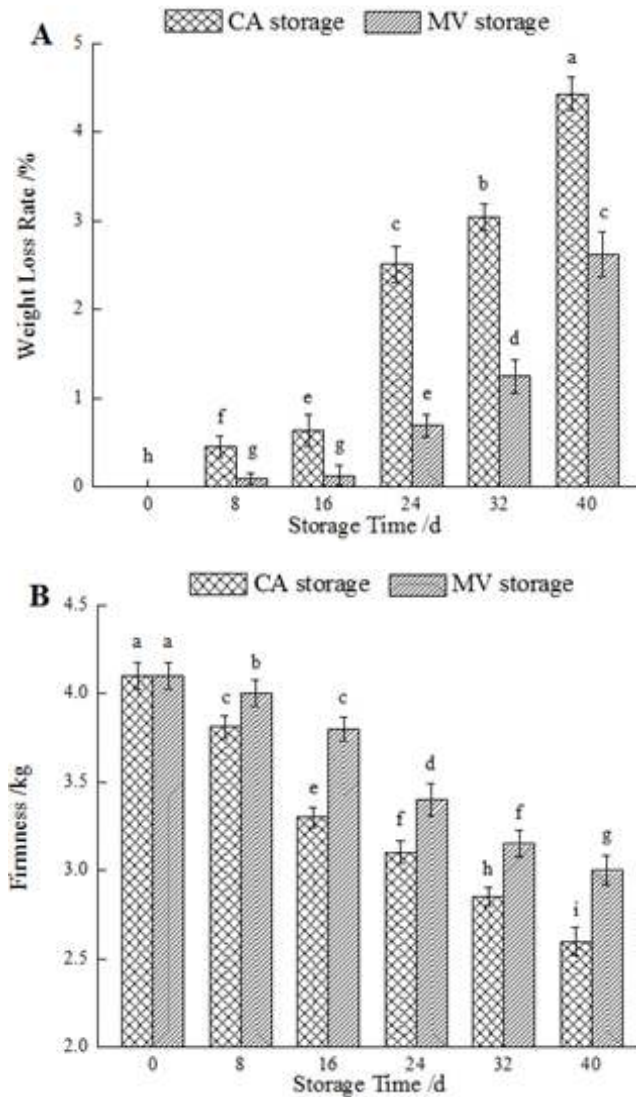 A
CA storage MV storage
Weight Loss Rate /%
5
4
3
2
1
0
h
f
g
e
g
c
e
b
d
a
c
0 8 16 24 32 40
Storage Time /d
B
CA storage MV storage
Firmness /kg
4.5
4.0
3.5
3.0
2.5
2.0
a a
c
b
e
c
f
d
h
f
i
g
0 8 16 24 32 40
Storage Time /d